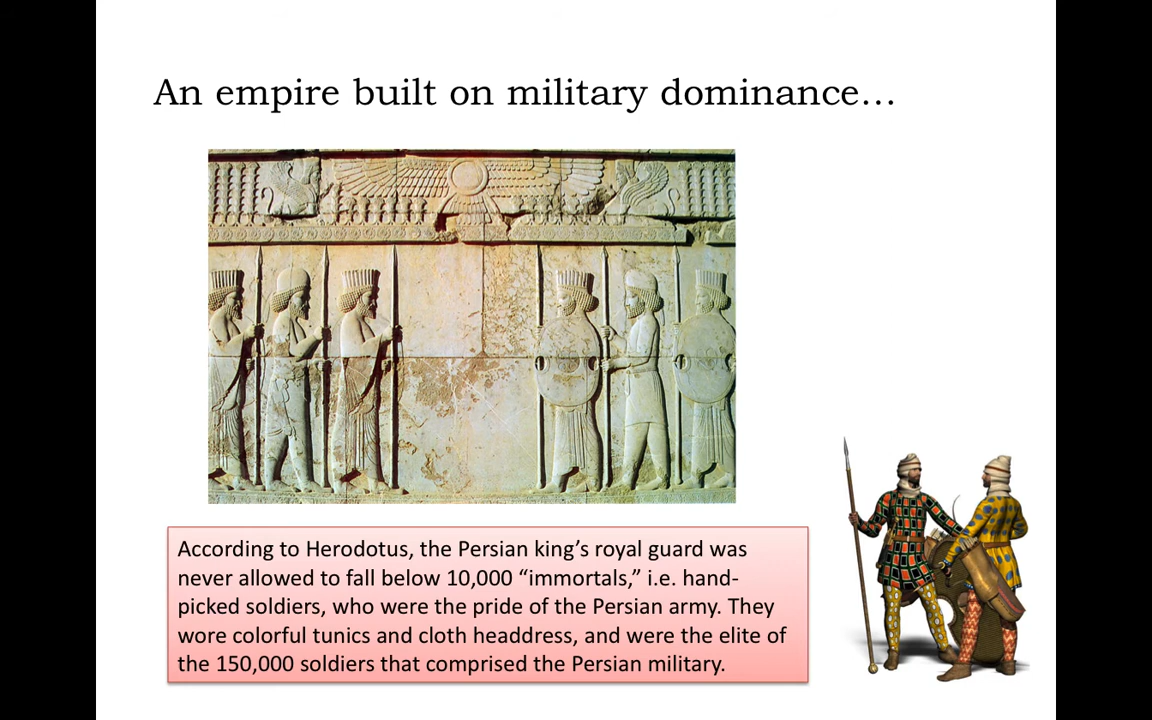 An empire built on military dominance…
According to Herodotus, the Persian king’s royal guard was
never allowed to fall below 10,000 “immortals,” i.e. hand-
picked soldiers, who were the pride of the Persian army. They
wore colorful tunics and cloth headdress, and were the elite of
the 150,000 soldiers that comprised the Persian military.